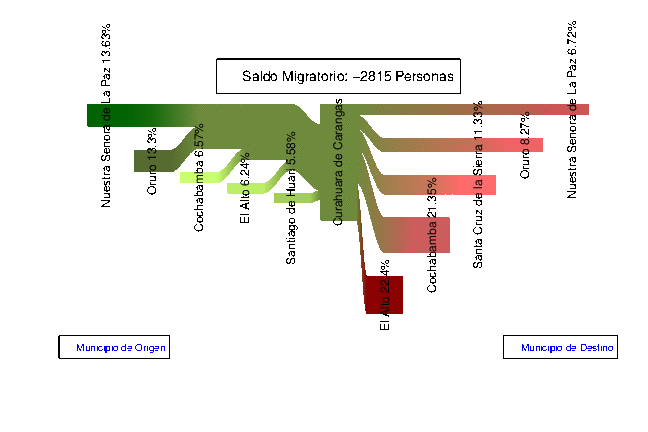 Saldo Migratorio: −2815 Personas
Nuestra Senora de La Paz 13.63%
Oruro 13.3%
Cochabamba 6.57%
El Alto 6.24%
Santiago de Huari 5.58%
Curahuara de Carangas
El Alto 22.4%
Cochabamba 21.35%
Santa Cruz de la Sierra 11.33%
Oruro 8.27%
Nuestra Senora de La Paz 6.72%
Municipio de Origen
Municipio de Destino